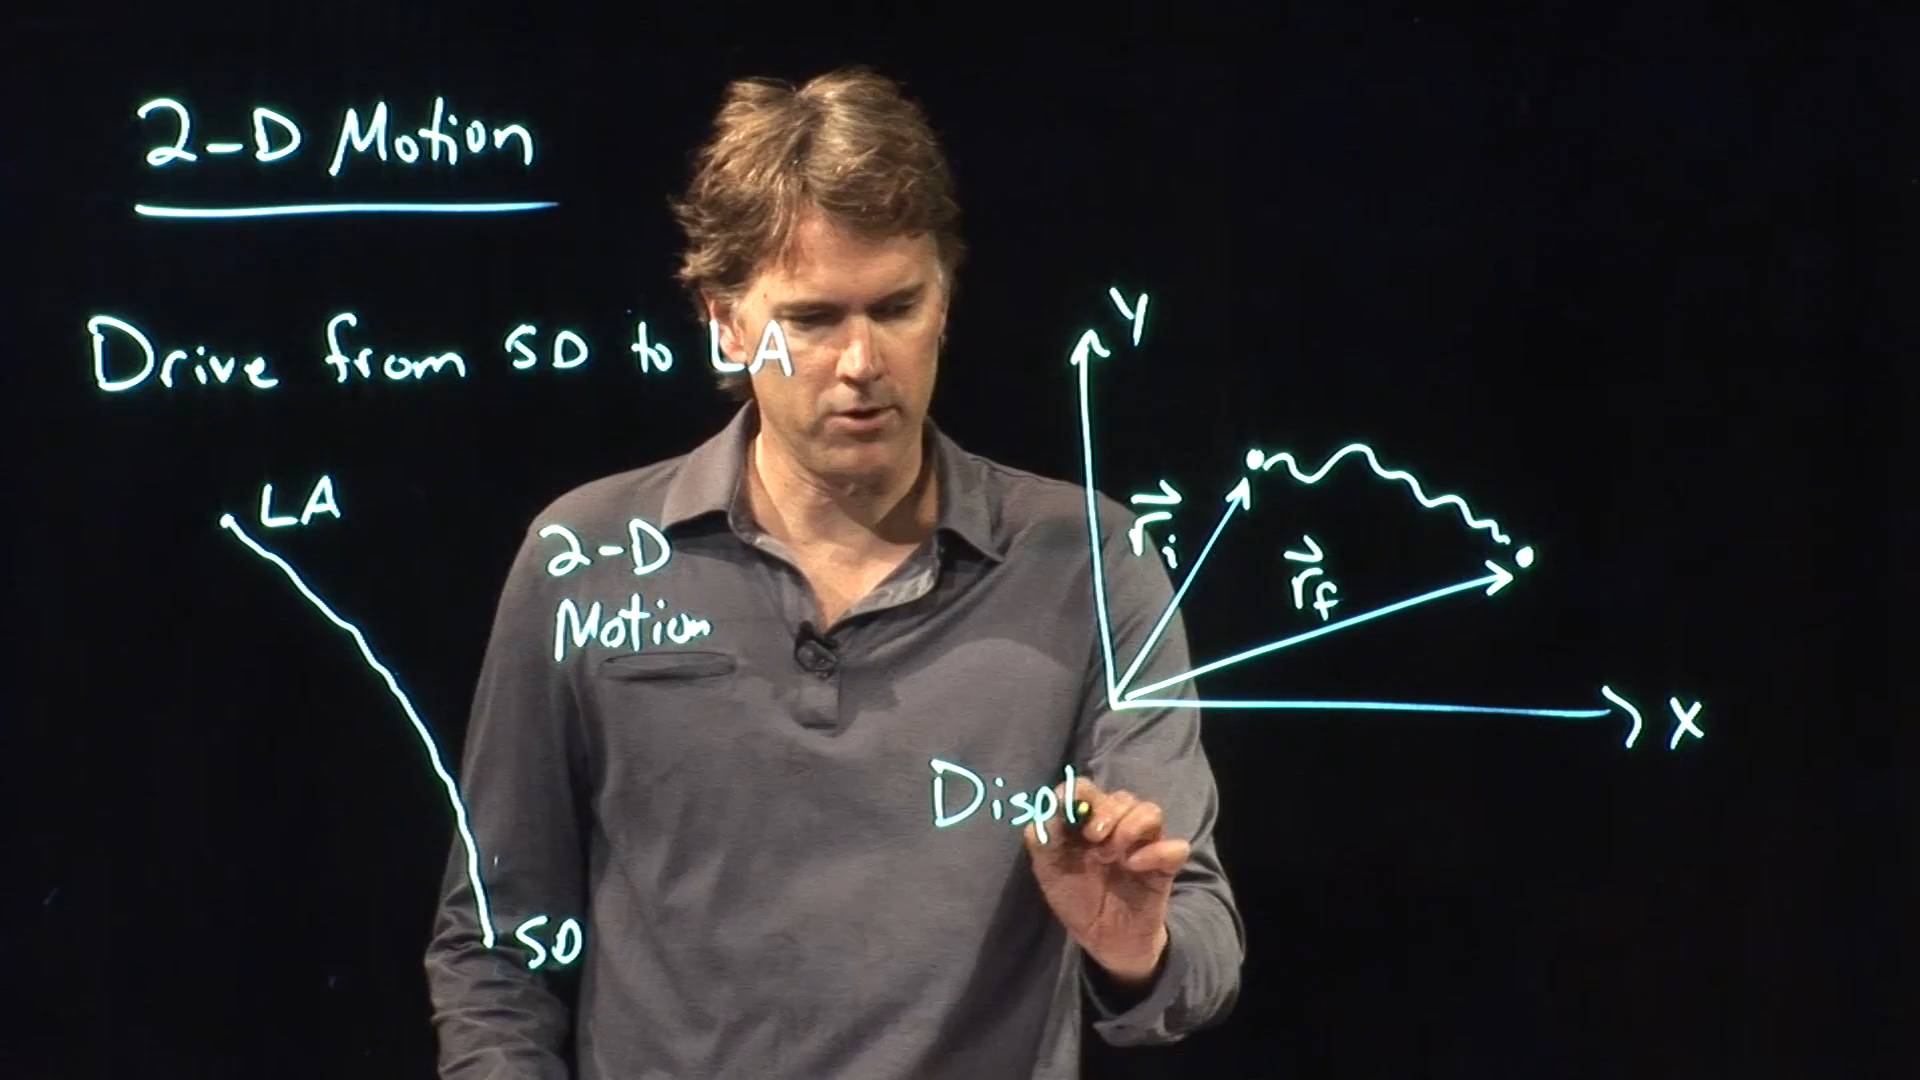 2-D Motion
Drive from SD to LA
LA
2-D
Motion
SD
Y
r⃗i
r⃗f
X
Displ